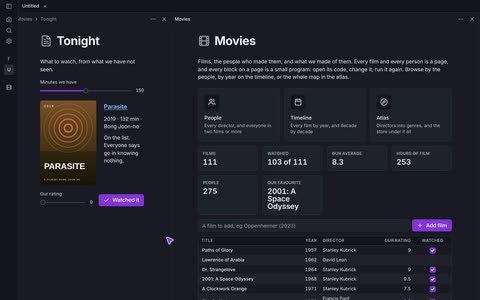 Untitled
Movies > Tonight
Tonight
What to watch, from what we have not
seen.
Minutes we have
159
2019
PARASITE
Parasite
2019 · 132 min ·
Bong Joon-ho
On the list.
Everyone says
go in knowing
nothing.
Our rating
0
Watched it
Movies
Movies
Films, the people who made them, and what we made of them. Every film and every person is a page,
and every block on a page is a small program: open its code, change it, run it again. Browse by the
people, by year on the timeline, or the whole map in the atlas.
People
Every director, and everyone in
two films or more
Timeline
Every film by year, and decade
by decade
Atlas
Directors into genres, and the
store under it all
FILMS
111
WATCHED
103 of 111
OUR AVERAGE
8.3
HOURS OF FILM
253
PEOPLE
275
OUR FAVOURITE
2001: A
Space
Odyssey
A film to add, eg Oppenheimer (2023)
Add film
TITLE YEAR DIRECTOR OUR RATING WATCHED
Paths of Glory 1957 Stanley Kubrick 9
Lawrence of Arabia 1962 David Lean
Dr. Strangelove 1964 Stanley Kubrick 9
2001: A Space Odyssey 1968 Stanley Kubrick 9.5
A Clockwork Orange 1971 Stanley Kubrick 7.5
Francis Ford